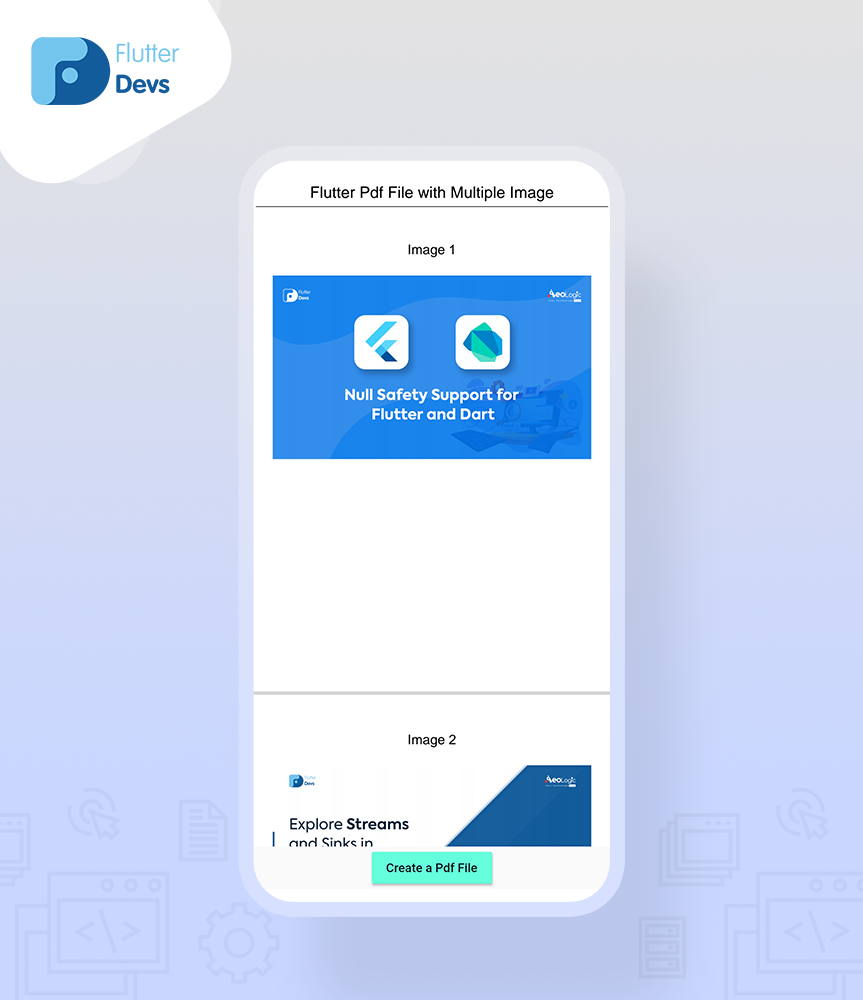 Flutter
Devs
Flutter Pdf File with Multiple Image
Image 1
Flutter
Devs
AeoLogic
Null Safety Support for
Flutter and Dart
Image 2
Flutter
Devs
AeoLogic
Explore Streams
and Sinks in
Create a Pdf File